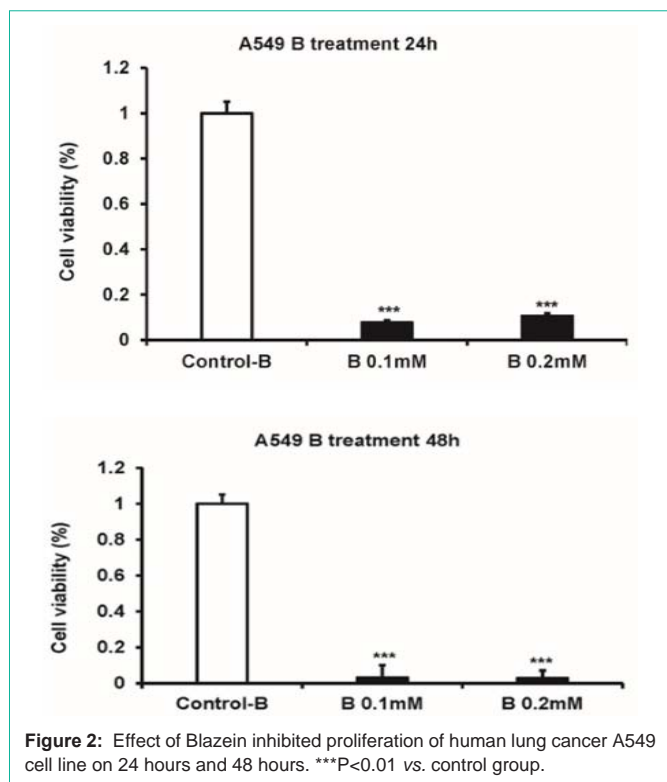 A549 B treatment 24h
Cell viability (%)
1.2
1
0.8
0.6
0.4
0.2
0
***
***
Control-B
B 0.1mM
B 0.2mM
A549 B treatment 48h
Cell viability (%)
1.2
1
0.8
0.6
0.4
0.2
0
***
***
Control-B
B 0.1mM
B 0.2mM
Figure 2: Effect of Blazein inhibited proliferation of human lung cancer A549
cell line on 24 hours and 48 hours. ***P<0.01 vs. control group.